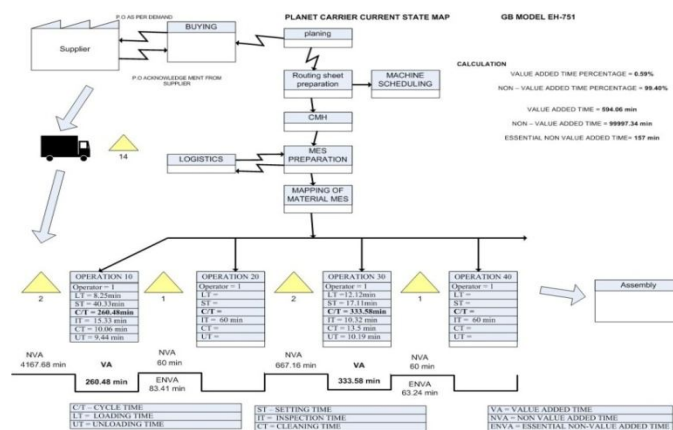 PLANET CARRIER CURRENT STATE MAP
GB MODEL EH-751
P.O AS PER DEMAND
BUYING
planing
Supplier
P.O ACKNOWLEDGE MENT FROM
SUPPLIER
Routing sheet
preparation
MACHINE
SCHEDULING
CALCULATION
VALUE ADDED TIME PERCENTAGE = 0.59%
NON – VALUE ADDED TIME PERCENTAGE = 99.40%
VALUE ADDED TIME = 594.06 min
NON – VALUE ADDED TIME = 99997.34 min
ESSENTIAL NON VALUE ADDED TIME= 157 min
CMH
14
LOGISTICS
MES
PREPARATION
MAPPING OF
MATERIAL MES
2
OPERATION 10
Operator = 1
LT = 8.25min
ST = 40.33min
C/T = 260.48min
IT = 15.33 min
CT = 10.06 min
UT = 9.44 min
1
OPERATION 20
Operator = 1
LT =
ST =
C/T =
IT = 60 min
CT =
UT =
2
OPERATION 30
Operator = 1
LT =12.12min
ST = 17.11min
C/T = 333.58min
IT = 10.32 min
CT = 13.5 min
UT = 10.19 min
1
OPERATION 40
Operator = 1
LT =
ST =
C/T =
IT = 60 min
CT =
UT =
Assembly
NVA
4167.68 min
VA
260.48 min
NVA
60 min
ENVA
83.41 min
NVA
667.16 min
VA
333.58 min
NVA
60 min
ENVA
63.24 min
C/T – CYCLE TIME
LT = LOADING TIME
UT = UNLOADING TIME
ST – SETTING TIME
IT = INSPECTION TIME
CT = CLEANING TIME
VA = VALUE ADDED TIME
NVA = NON VALUE ADDED TIME
ENVA = ESSENTIAL NON-VALUE ADDED TIME